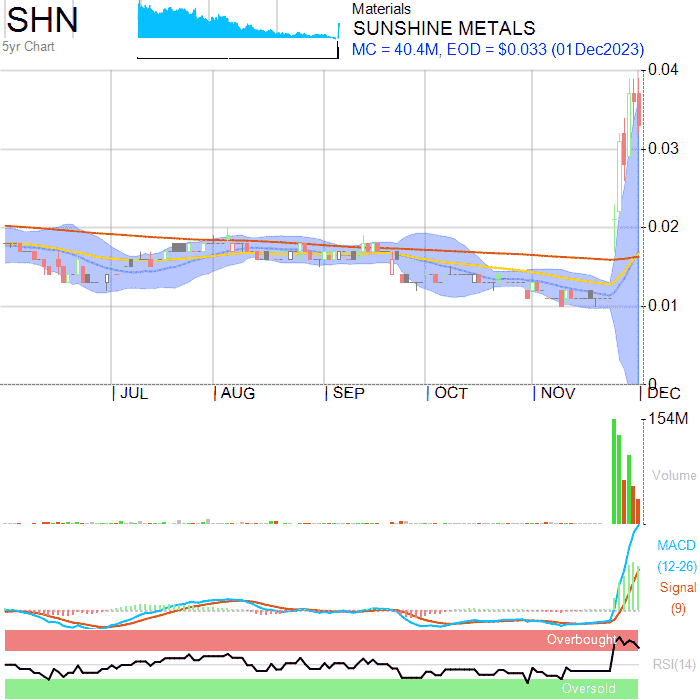 SHN
5yr Chart
Materials
SUNSHINE METALS
MC = 40.4M, EOD = $0.033 (01Dec2023)
0.04
0.03
0.02
0.01
0
JUL AUG SEP OCT NOV DEC
154M
Volume
MACD
(12-26)
Signal
(9)
Overbought
RSI(14)
Oversold